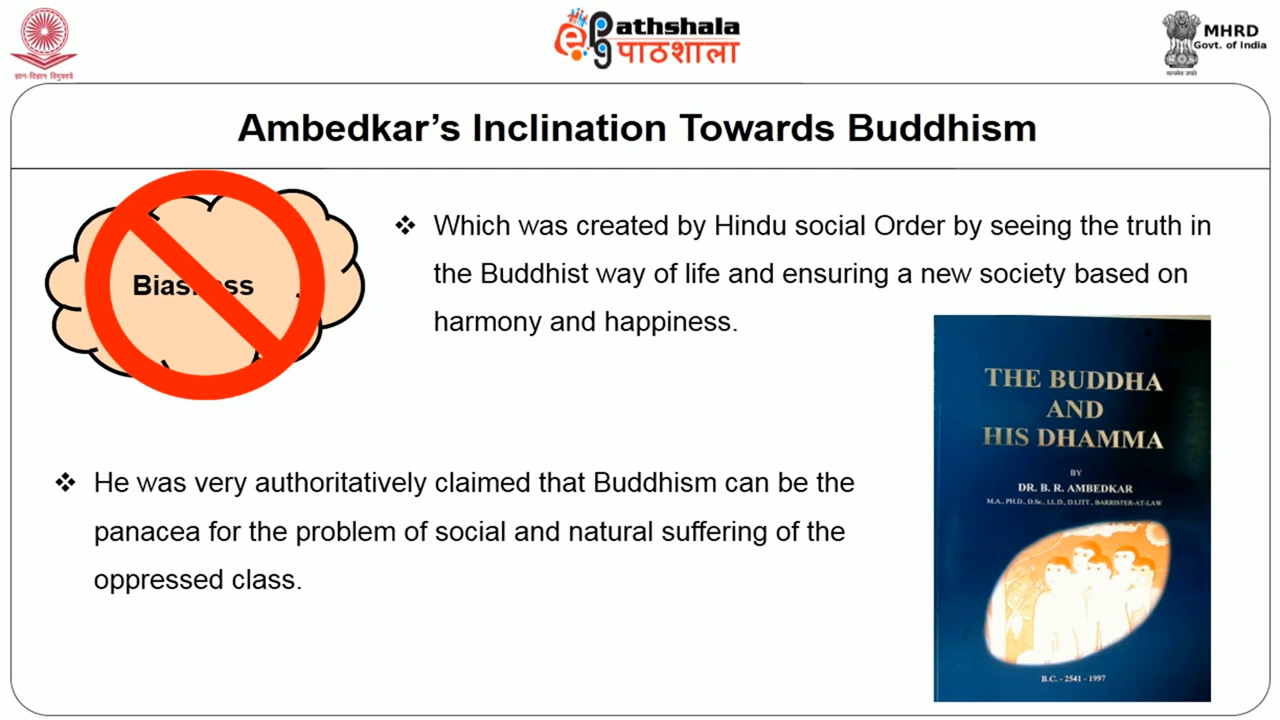 ज्ञान-विज्ञान विमुक्तये
ePg Pathshala
पाठशाला
सत्यमेव जयते
MHRD
Govt. of India
Ambedkar’s Inclination Towards Buddhism
❖ Which was created by Hindu social Order by seeing the truth in
the Buddhist way of life and ensuring a new society based on
harmony and happiness.
❖ He was very authoritatively claimed that Buddhism can be the
panacea for the problem of social and natural suffering of the
oppressed class.
THE BUDDHA
AND
HIS DHAMMA
BY
DR. B. R. AMBEDKAR
M.A., PH.D., D.Sc., LL.D., D.LITT., BARRISTER-AT-LAW
B.C. - 2541 - 1997